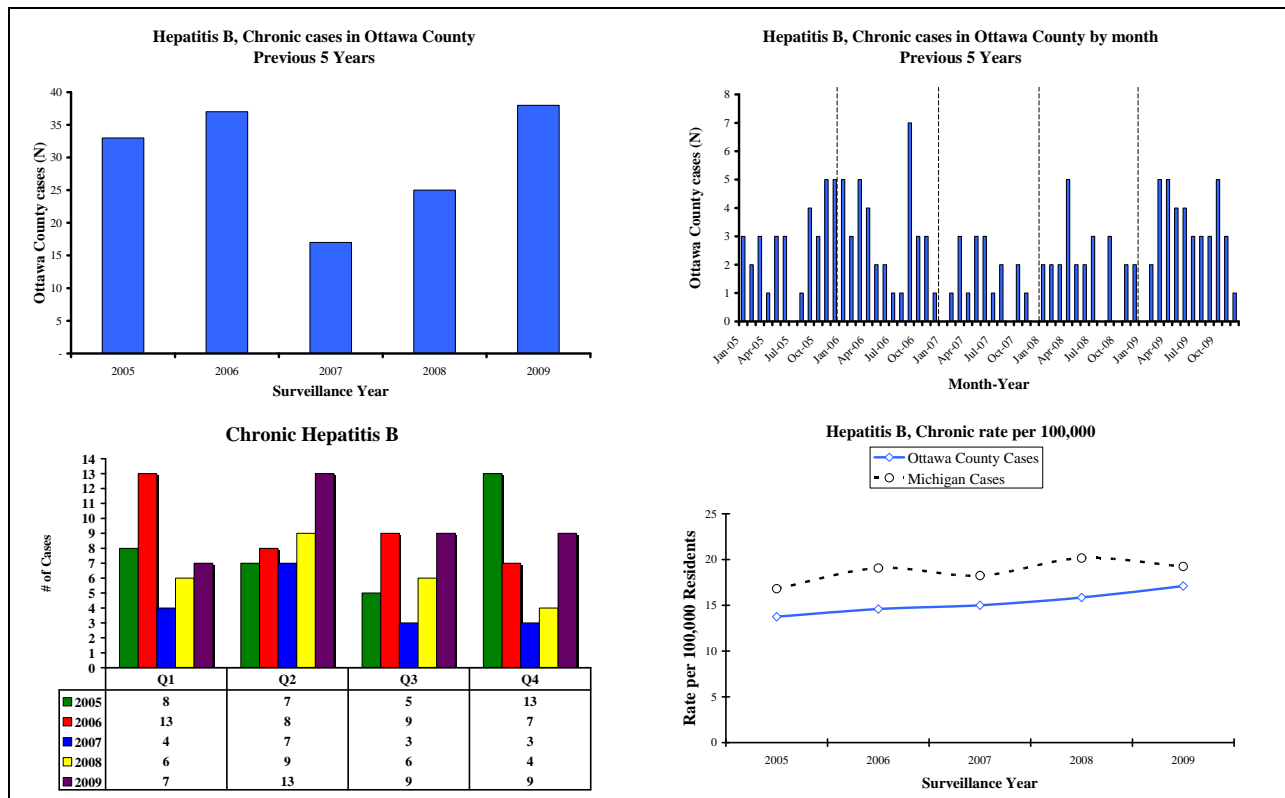 Hepatitis B, Chronic cases in Ottawa County
Previous 5 Years
Ottawa County cases (N)
40
35
30
25
20
15
10
5
-
2005 2006 2007 2008 2009
Surveillance Year
Hepatitis B, Chronic cases in Ottawa County by month
Previous 5 Years
Ottawa County cases (N)
8
7
6
5
4
3
2
1
0
Jan-05 Apr-05 Jul-05 Oct-05 Jan-06 Apr-06 Jul-06 Oct-06 Jan-07 Apr-07 Jul-07 Oct-07 Jan-08 Apr-08 Jul-08 Oct-08 Jan-09 Apr-09 Jul-09 Oct-09
Month-Year
Chronic Hepatitis B
# of Cases
14
13
12
11
10
9
8
7
6
5
4
3
2
1
0
Q1 Q2 Q3 Q4
2005 8 7 5 13
2006 13 8 9 7
2007 4 7 3 3
2008 6 9 6 4
2009 7 13 9 9
Hepatitis B, Chronic rate per 100,000
Ottawa County Cases
Michigan Cases
Rate per 100,000 Residents
25
20
15
10
5
0
2005 2006 2007 2008 2009
Surveillance Year